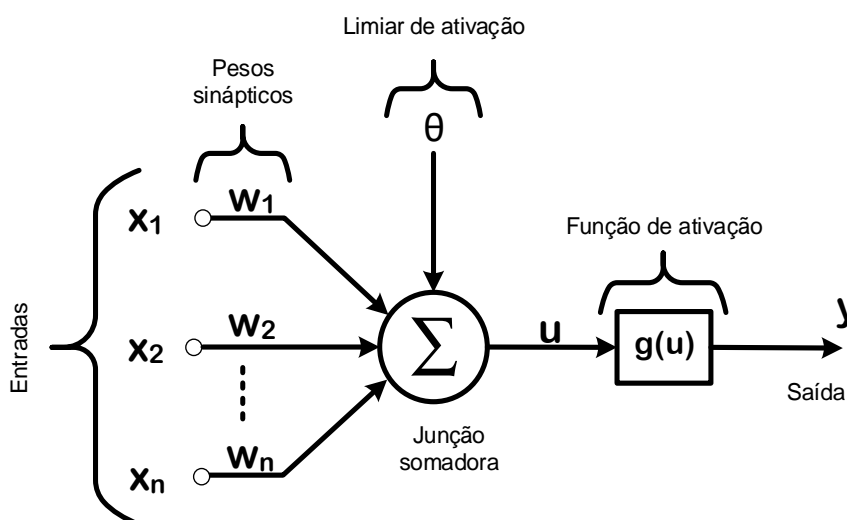 Limiar de ativação
Pesos
sinápticos
θ
x1
w1
Função de ativação
Entradas
x2
w2
Σ
u
g(u)
y
Saída
Junção
somadora
xn
wn